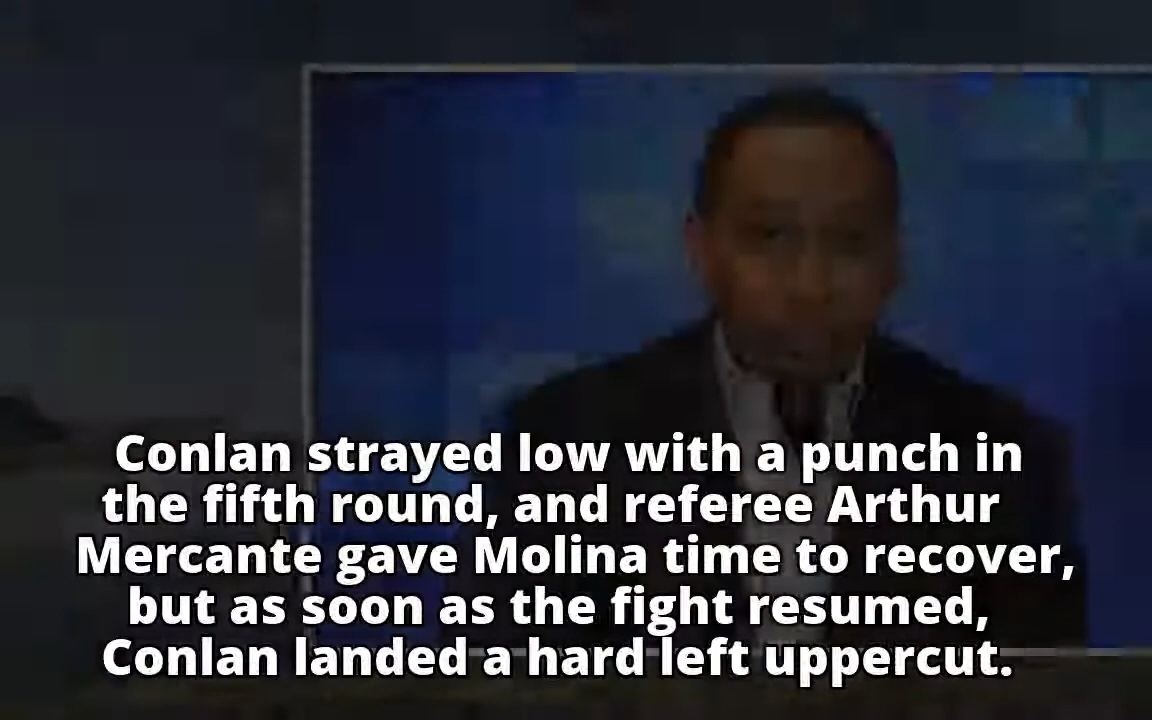 Conlan strayed low with a punch in
the fifth round, and referee Arthur
Mercante gave Molina time to recover,
but as soon as the fight resumed,
Conlan landed a hard left uppercut.